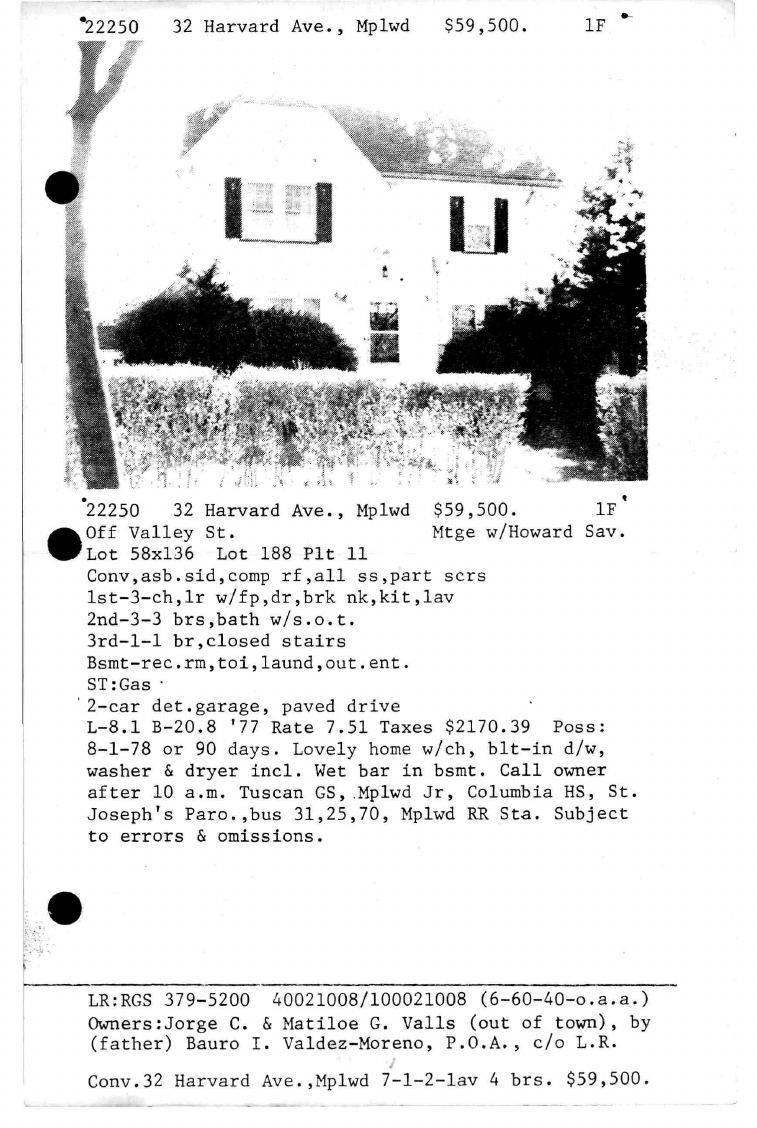 22250 32 Harvard Ave., Mplwd $59,500. 1F
22250 32 Harvard Ave., Mplwd $59,500. 1F
Off Valley St. Mtge w/Howard Sav.
Lot 58x136 Lot 188 Plt 11
Conv,asb.sid,comp rf,all ss,part scrs
1st-3-ch,lr w/fp,dr,brk nk,kit,lav
2nd-3-3 brs,bath w/s.o.t.
3rd-1-1 br,closed stairs
Bsmt-rec.rm,toi,laund,out.ent.
ST:Gas
2-car det.garage, paved drive
L-8.1 B-20.8 '77 Rate 7.51 Taxes $2170.39 Poss:
8-1-78 or 90 days. Lovely home w/ch, blt-in d/w,
washer & dryer incl. Wet bar in bsmt. Call owner
after 10 a.m. Tuscan GS, Mplwd Jr, Columbia HS, St.
Joseph's Paro.,bus 31,25,70, Mplwd RR Sta. Subject
to errors & omissions.
LR:RGS 379-5200 40021008/100021008 (6-60-40-o.a.a.)
Owners:Jorge C. & Matiloe G. Valls (out of town), by
(father) Bauro I. Valdez-Moreno, P.O.A., c/o L.R.
Conv.32 Harvard Ave.,Mplwd 7-1-2-lav 4 brs. $59,500.